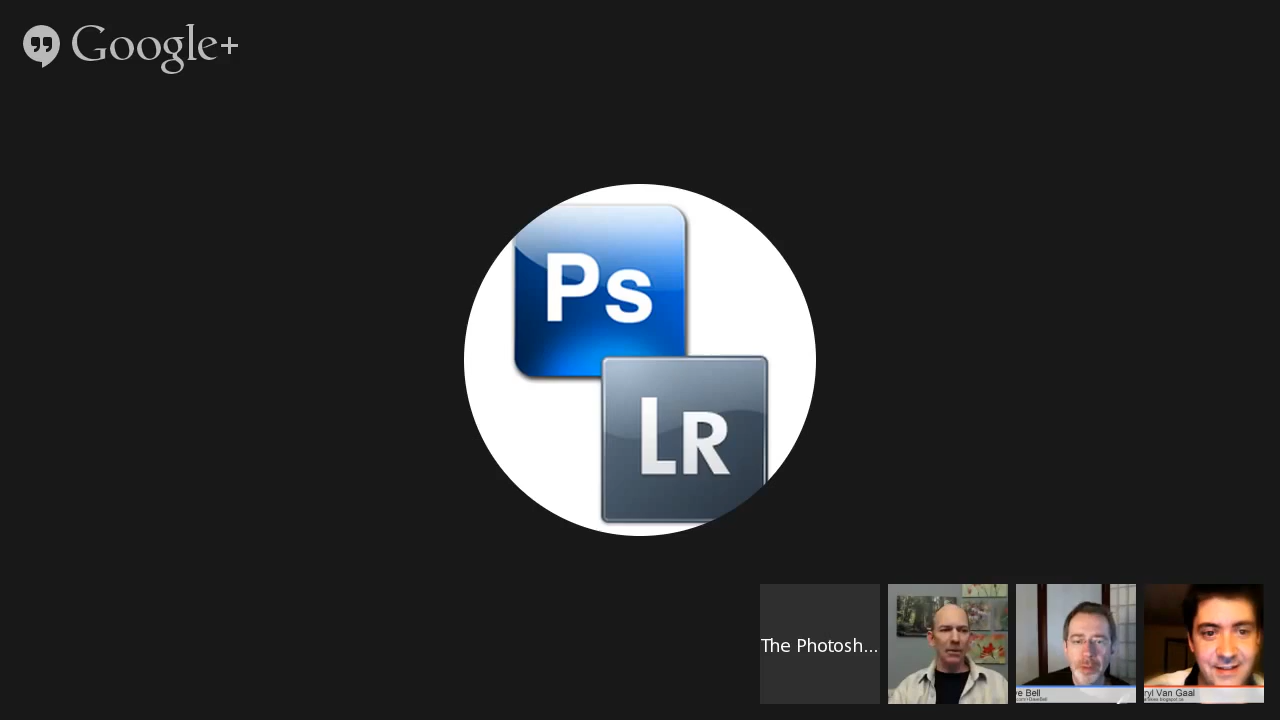 Google+
Ps
LR
The Photosh...
ve Bell
ryl Van Gaal